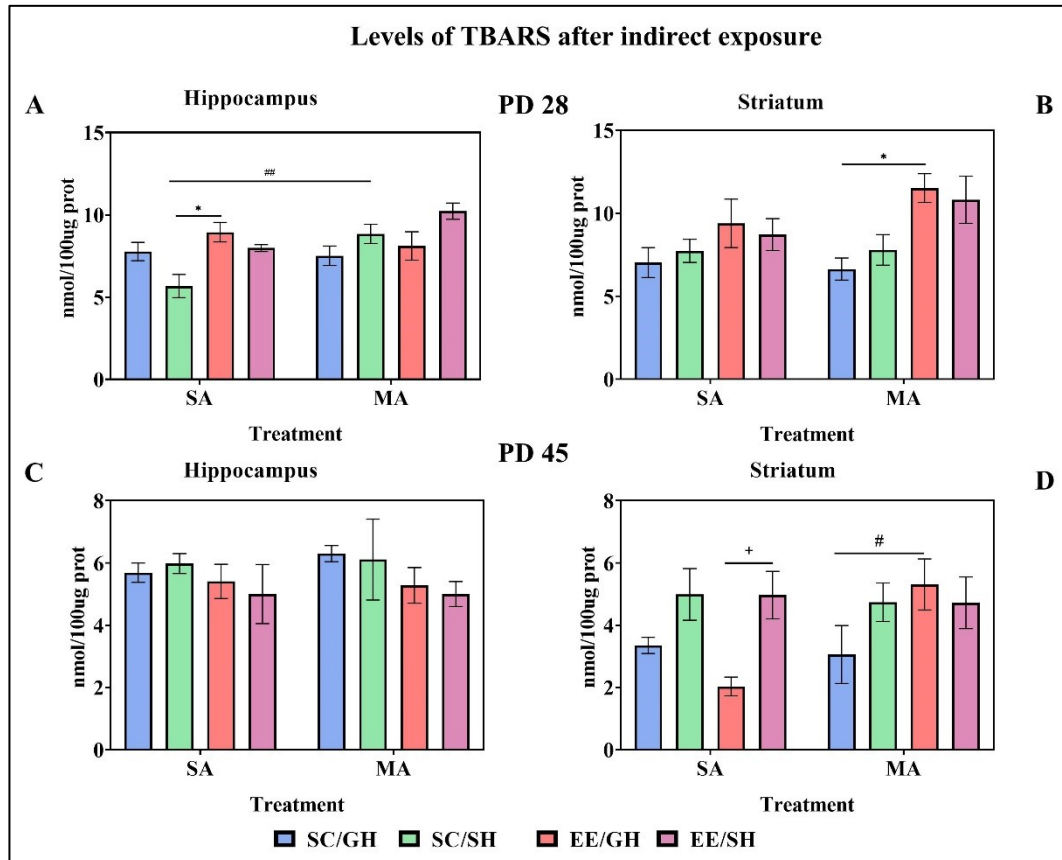 Levels of TBARS after indirect exposure
A
Hippocampus
PD 28
Striatum
B
nmol/100ug prot
15
10
5
0
##
*
SA
MA
Treatment
nmol/100ug prot
15
10
5
0
*
SA
MA
Treatment
C
Hippocampus
PD 45
Striatum
D
nmol/100ug prot
8
6
4
2
0
SA
MA
Treatment
nmol/100ug prot
8
6
4
2
0
+
#
SA
MA
Treatment
SC/GH SC/SH EE/GH EE/SH